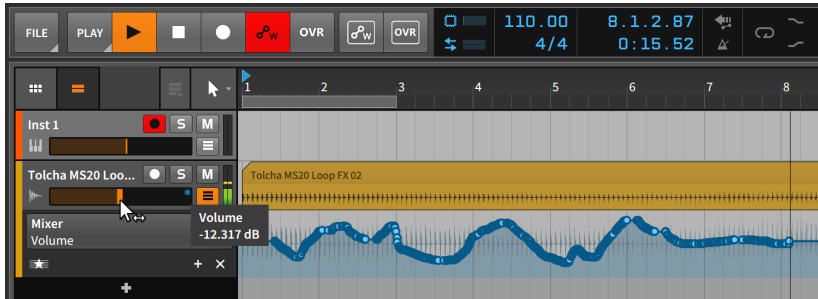 FILE PLAY W OVR W OVR 110.00 8.1.2.87
4/4 0:15.52
1 2 3 4 5 6 7 8
Inst 1 S M
Tolcha MS20 Loo... S M
Tolcha MS20 Loop FX 02
Volume
-12.317 dB
Mixer
Volume
+ ×
+